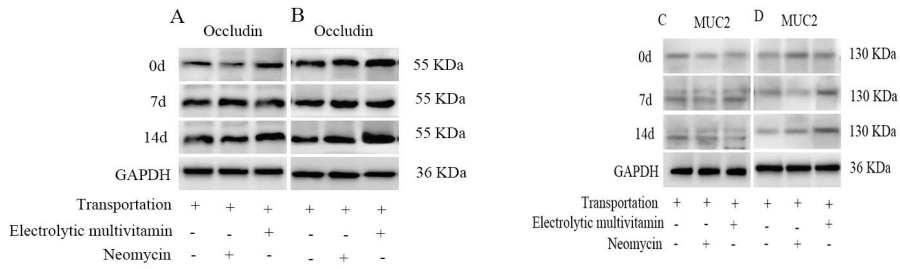 A B
Occludin Occludin
0d 55 KDa
7d 55 KDa
14d 55 KDa
GAPDH 36 KDa
Transportation + + + + + +
Electrolytic multivitamin - - + - - +
Neomycin - + - - + -
C MUC2 D MUC2
0d 130 KDa
7d 130 KDa
14d 130 KDa
GAPDH 36 KDa
Transportation + + + + + +
Electrolytic multivitamin - - + - - +
Neomycin - + - - + -